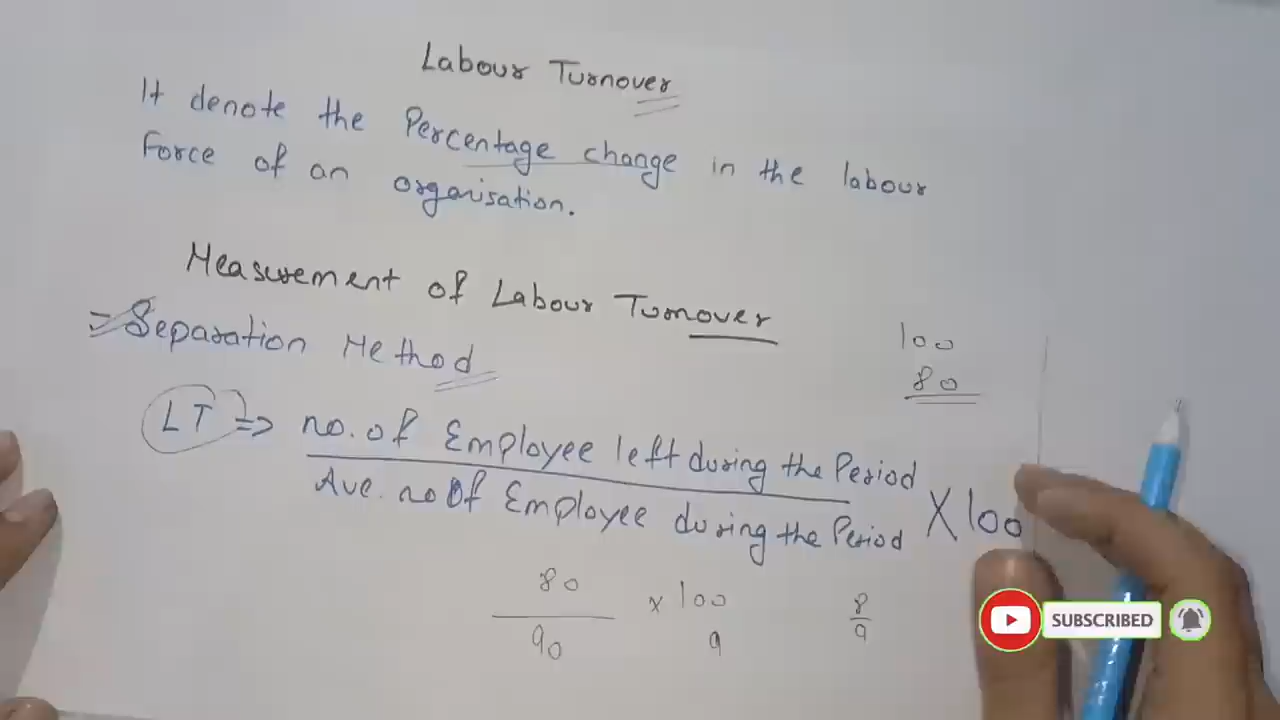 Labour Turnover
It denote the Percentage change in the labour
Force of an organisation.
Measurement of Labour Turnover
Separation Method
100
80
LT => no. of Employee left during the Period
Ave. no of Employee during the Period
X 100
80
90
x 100
9
8
9
SUBSCRIBED